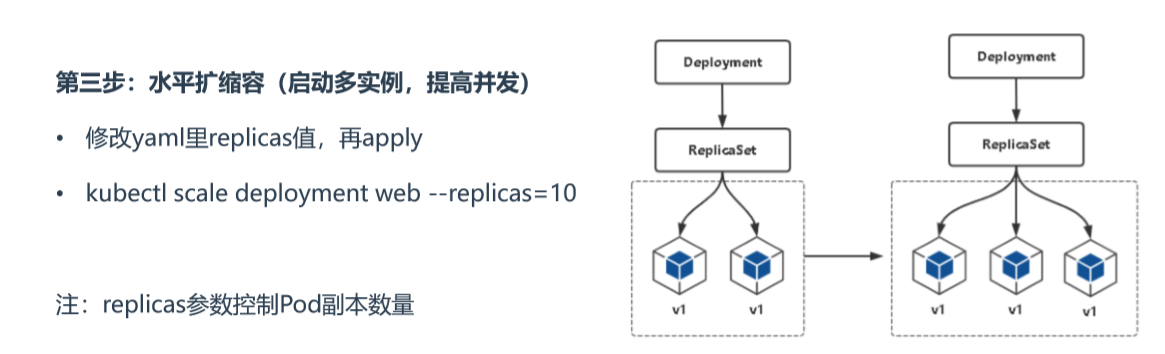 第三步：水平扩缩容（启动多实例，提高并发）
• 修改yaml里replicas值，再apply
• kubectl scale deployment web --replicas=10
注：replicas参数控制Pod副本数量
Deployment
ReplicaSet
v1 v1
Deployment
ReplicaSet
v1 v1 v1